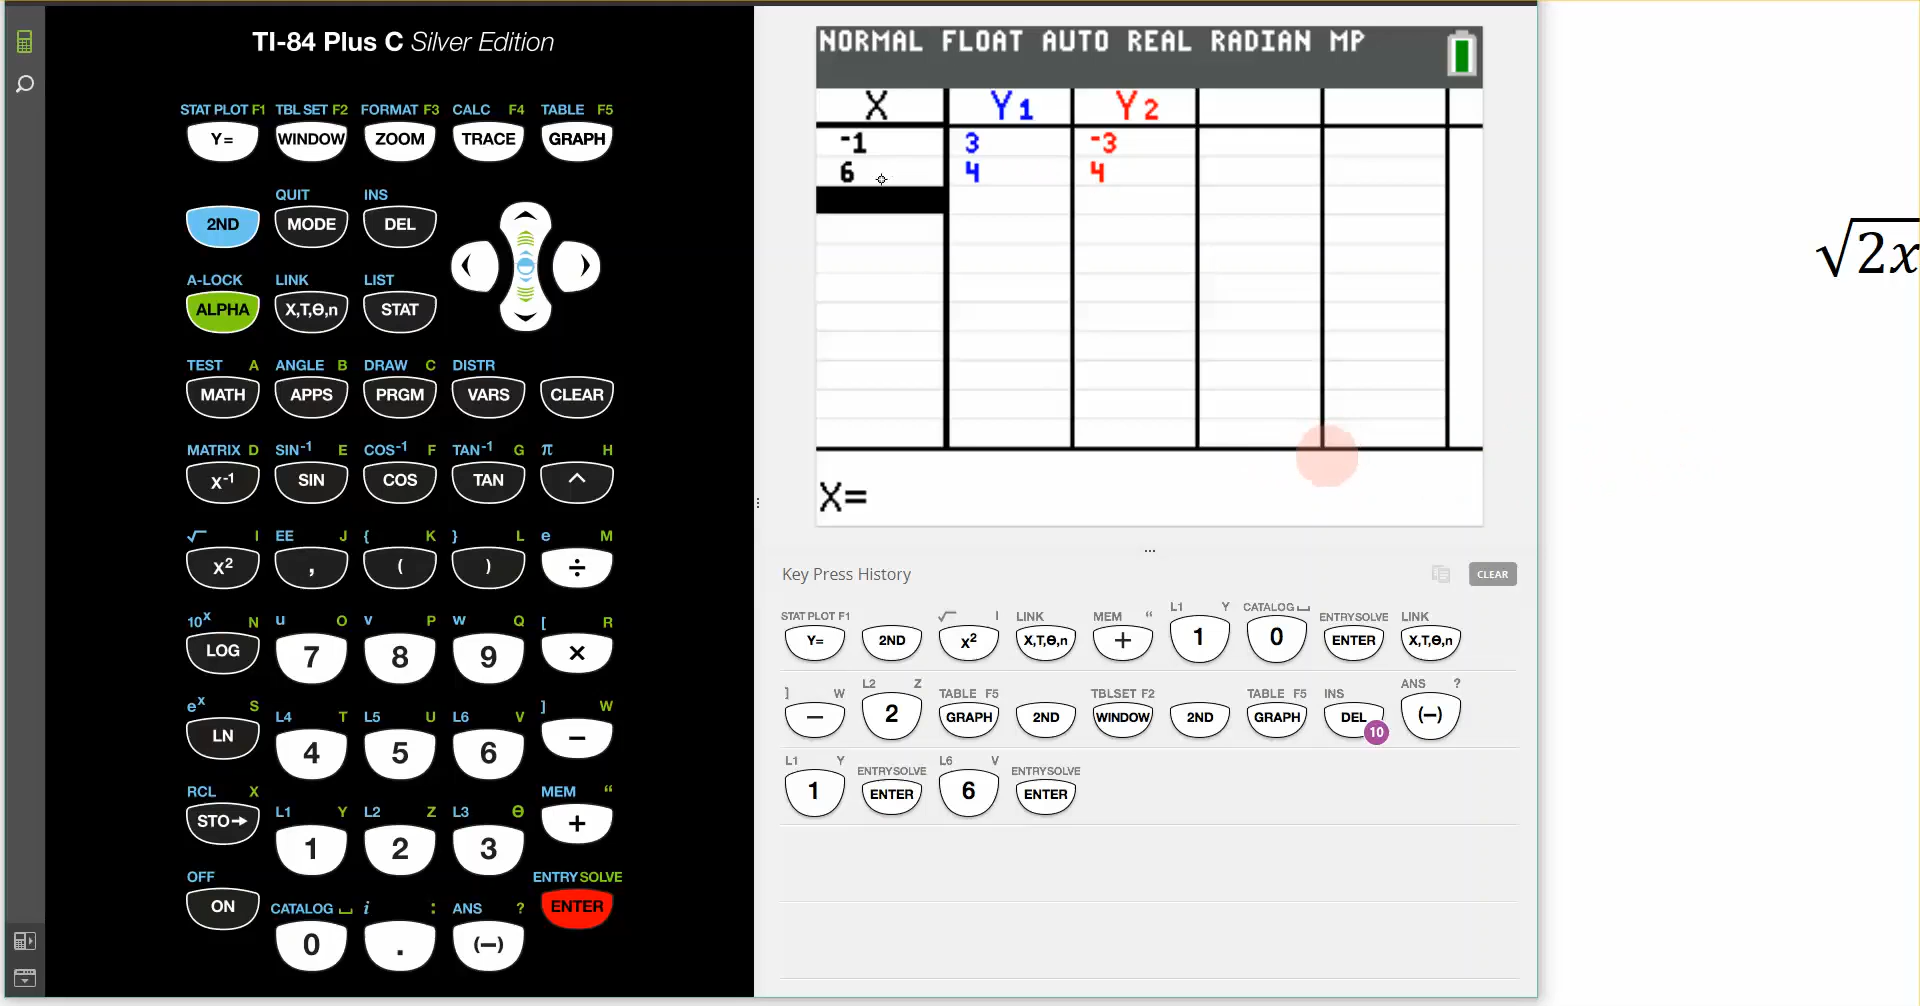 TI-84 Plus C Silver Edition
STAT PLOT F1 TBL SET F2 FORMAT F3 CALC F4 TABLE F5
Y= WINDOW ZOOM TRACE GRAPH
QUIT INS
2ND MODE DEL
A-LOCK LINK LIST
ALPHA X,T,Θ,n STAT
TEST A ANGLE B DRAW C DISTR
MATH APPS PRGM VARS CLEAR
MATRIX D SIN⁻¹ E COS⁻¹ F TAN⁻¹ G π H
x⁻¹ SIN COS TAN ^
√ I EE J { K } L e M
x² , ( ) ÷
10ˣ N u O v P w Q [ R
LOG 7 8 9 ×
eˣ S L4 T L5 U L6 V ] W
LN 4 5 6 −
RCL X L1 Y L2 Z L3 Θ MEM “
STO→ 1 2 3 +
OFF CATALOG ⎵ i : ANS ? ENTRY SOLVE
ON 0 . (−) ENTER
NORMAL FLOAT AUTO REAL RADIAN MP
X Y1 Y2
-1 3 -3
6 4 4
X=
Key Press History CLEAR
STAT PLOT F1 √ I LINK MEM “ L1 Y CATALOG ⎵ ENTRYSOLVE LINK
Y= 2ND x² X,T,Θ,n + 1 0 ENTER X,T,Θ,n
] W L2 Z TABLE F5 TBLSET F2 TABLE F5 INS ANS ?
− 2 GRAPH 2ND WINDOW 2ND GRAPH DEL 10 (−)
L1 Y ENTRYSOLVE L6 V ENTRYSOLVE
1 ENTER 6 ENTER
√2x